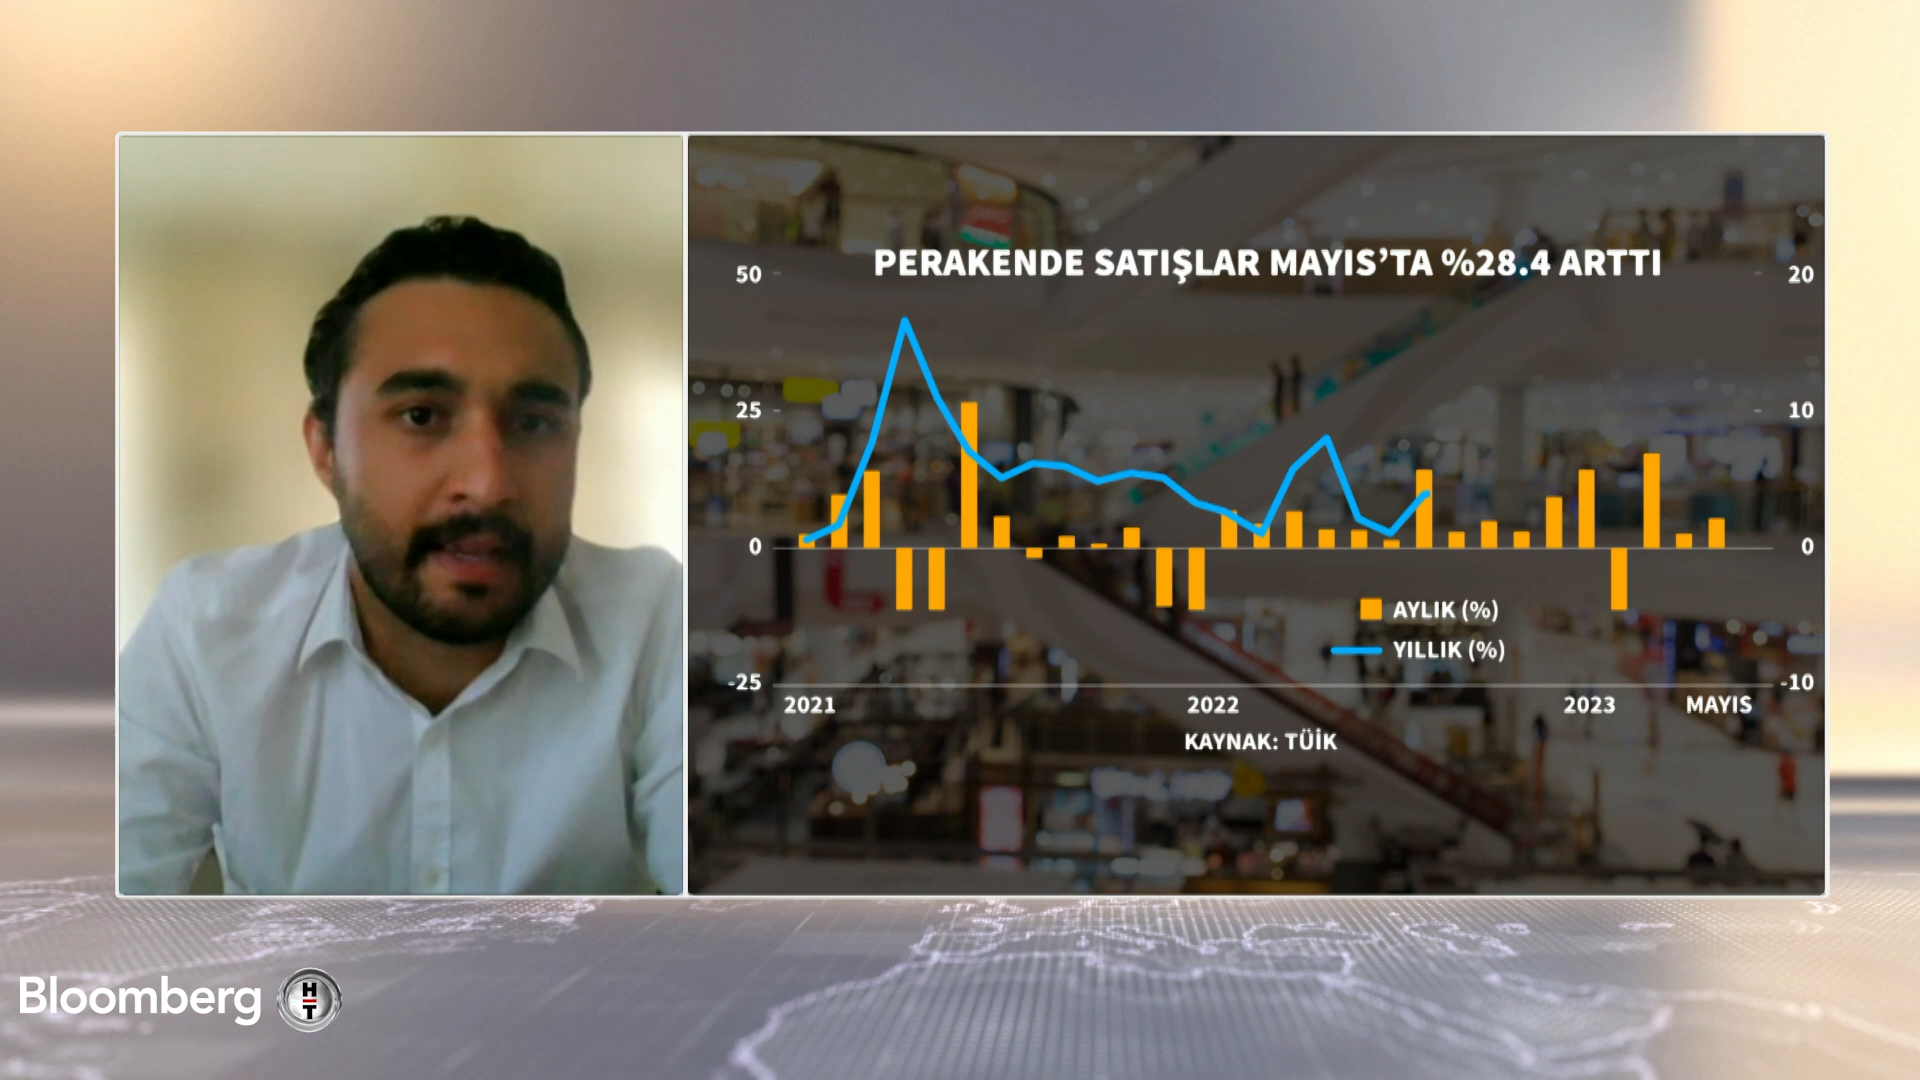 PERAKENDE SATIŞLAR MAYIS’TA %28.4 ARTTI
50
20
25
10
0
0
AYLIK (%)
YILLIK (%)
-25
-10
2021
2022
2023
MAYIS
KAYNAK: TÜİK
Bloomberg HT